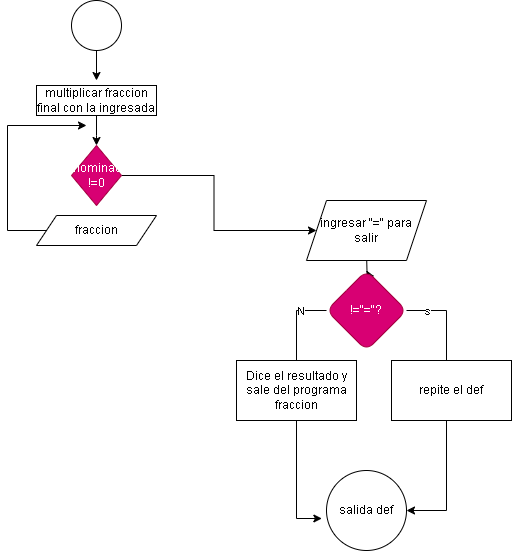 multiplicar fraccion
final con la ingresada
!=0
fraccion
ingresar "=" para
salir
!="="?
N
s
Dice el resultado y
sale del programa
fraccion
repite el def
salida def